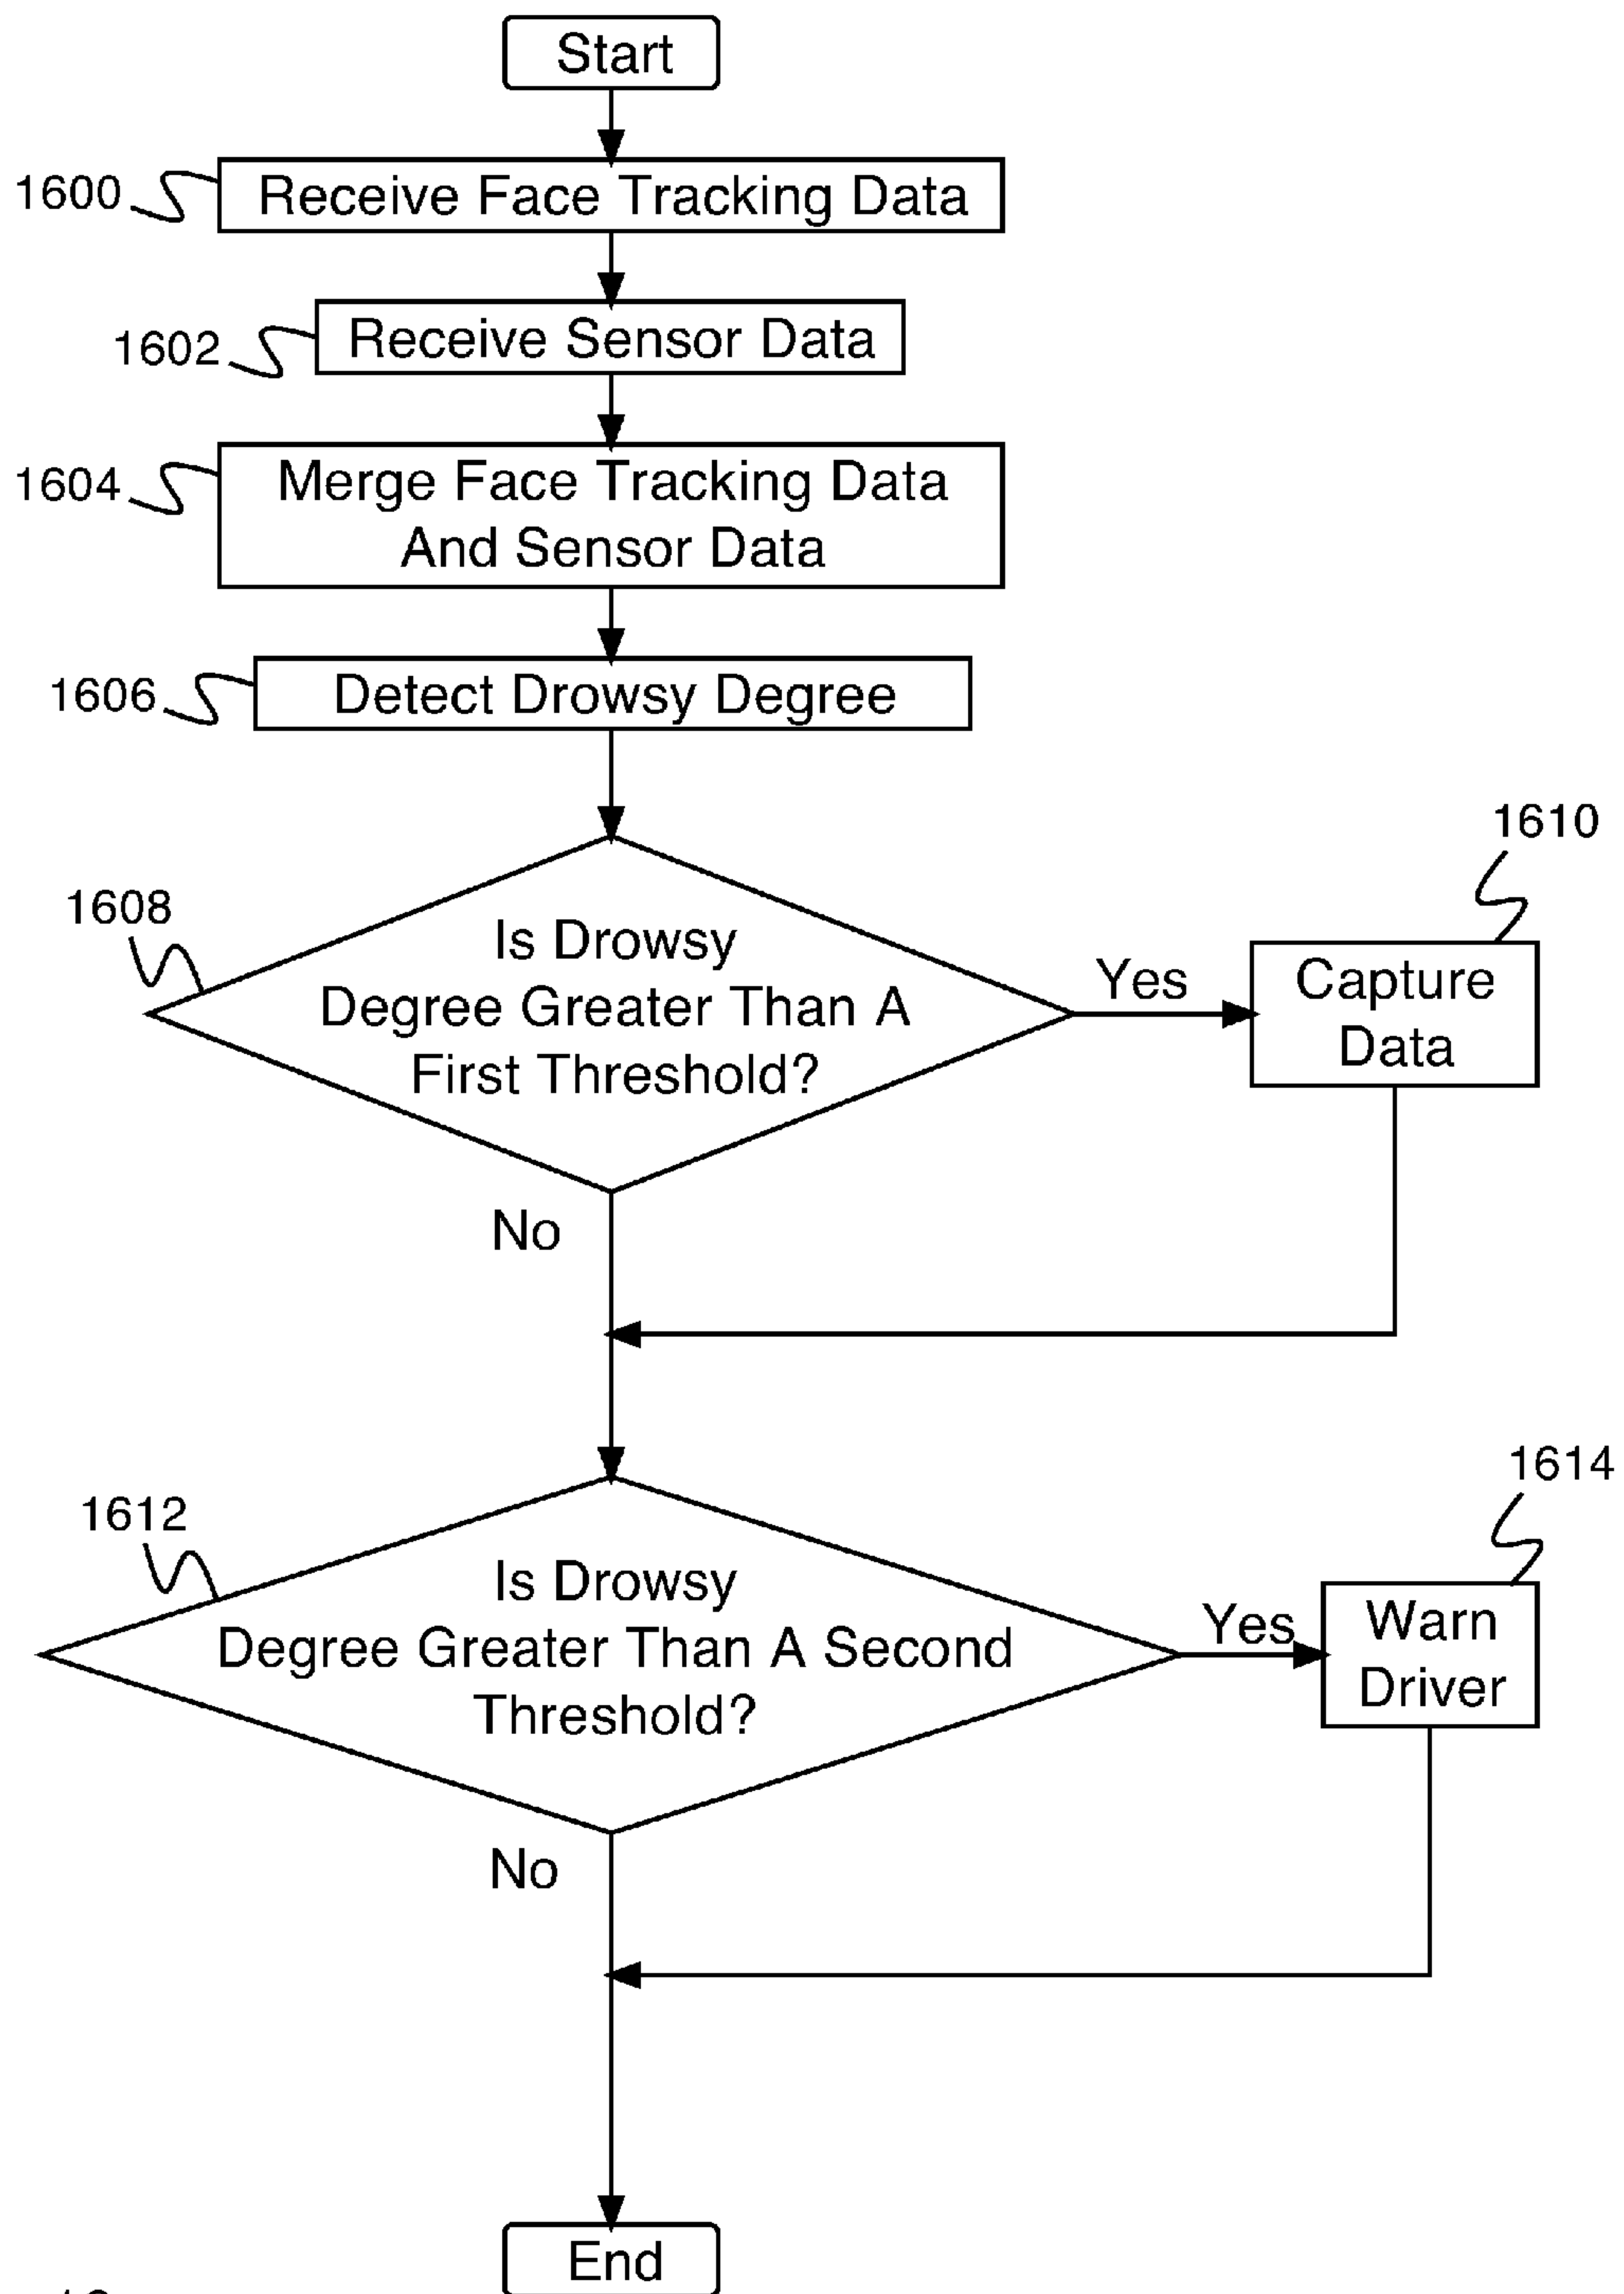 Start
1600
Receive Face Tracking Data
1602
Receive Sensor Data
1604
Merge Face Tracking Data
And Sensor Data
1606
Detect Drowsy Degree
1608
Is Drowsy
Degree Greater Than A
First Threshold?
Yes
1610
Capture
Data
No
1612
Is Drowsy
Degree Greater Than A Second
Threshold?
Yes
1614
Warn
Driver
No
End